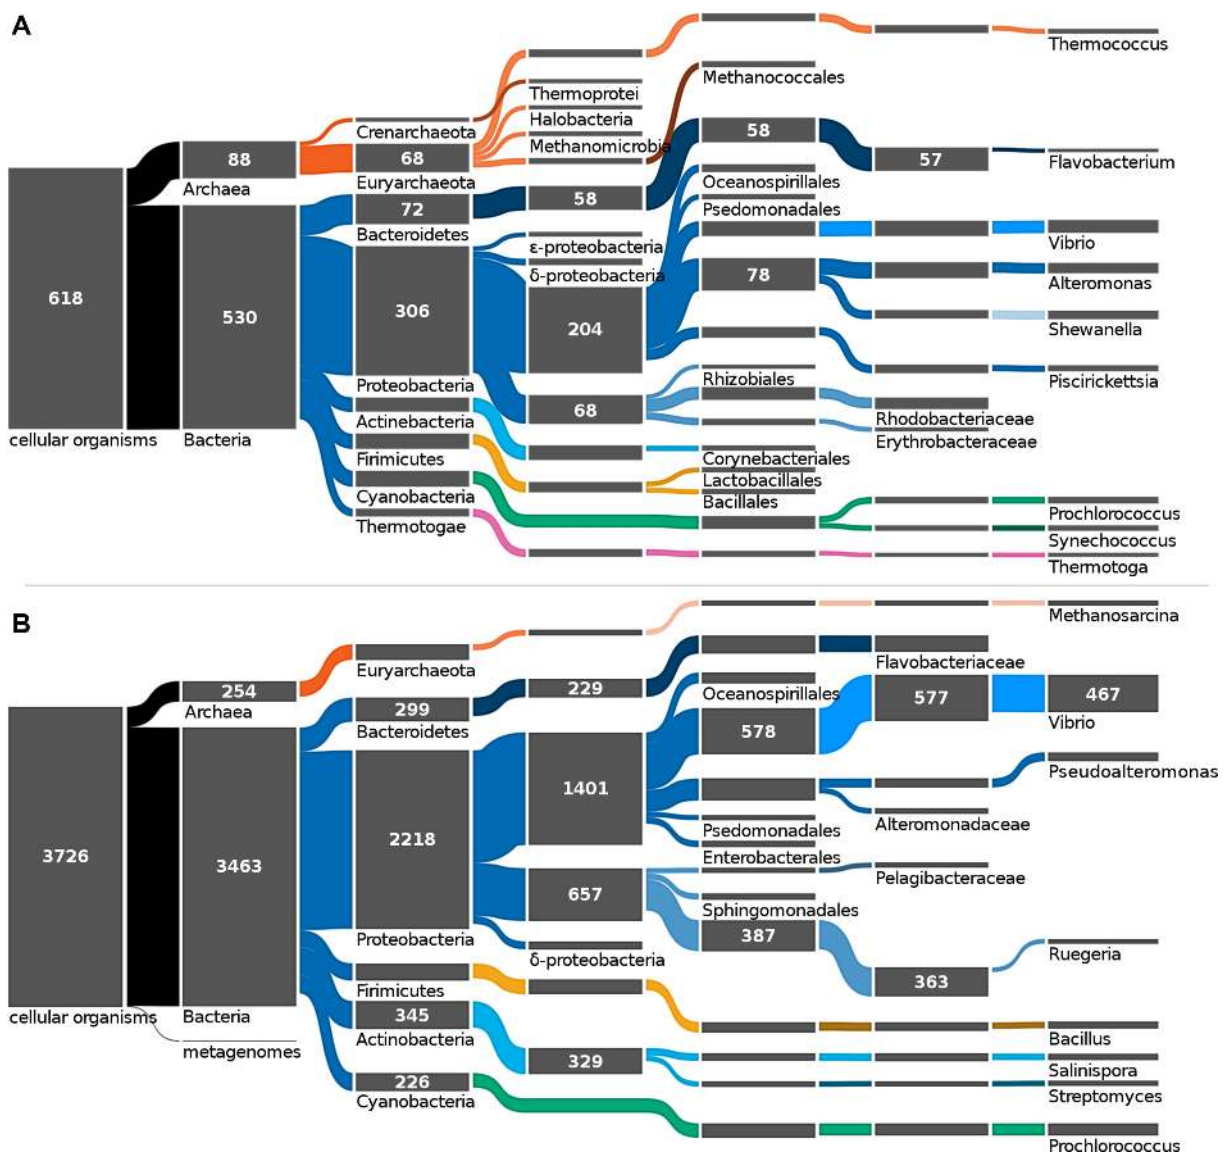 A
Thermococcus
Thermoprotei
Methanococcales
Halobacteria
Crenarchaeota
Methanomicrobia
58
88
68
57
Flavobacterium
Archaea
Euryarchaeota
Oceanospirillales
72
58
Psedomonadales
Bacteroidetes
ε-proteobacteria
Vibrio
δ-proteobacteria
78
Alteromonas
618
530
306
204
Shewanella
Proteobacteria
Rhizobiales
Piscirickettsia
68
Actinebacteria
Rhodobacteriaceae
cellular organisms
Bacteria
Erythrobacteraceae
Firimicutes
Corynebacteriales
Lactobacillales
Cyanobacteria
Bacillales
Prochlorococcus
Thermotogae
Synechococcus
Thermotoga
B
Methanosarcina
Euryarchaeota
Flavobacteriaceae
254
229
Oceanospirillales
577
467
Archaea
299
Vibrio
Bacteroidetes
578
Pseudoalteromonas
1401
Psedomonadales
Alteromonadaceae
3726
3463
2218
Enterobacterales
Pelagibacteraceae
657
Sphingomonadales
Proteobacteria
387
δ-proteobacteria
Ruegeria
363
Firimicutes
cellular organisms
Bacteria
345
Actinobacteria
Bacillus
metagenomes
329
Salinispora
226
Streptomyces
Cyanobacteria
Prochlorococcus